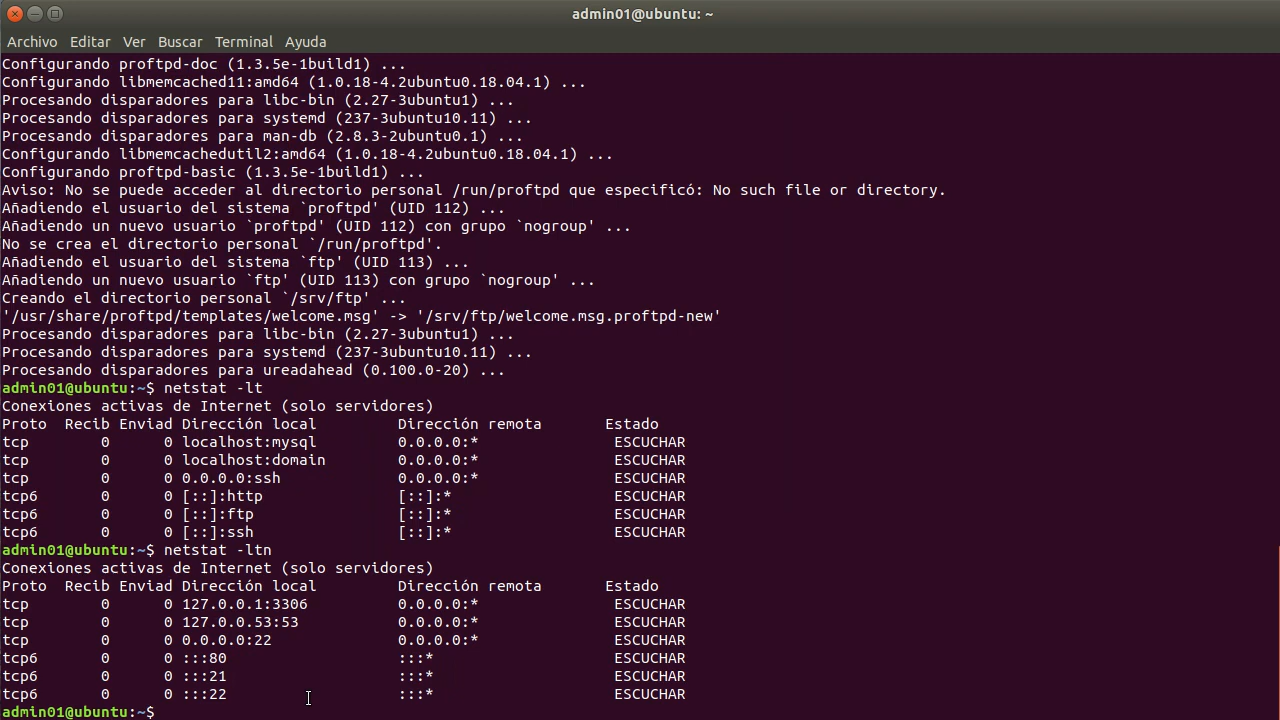 admin01@ubuntu: ~
Archivo Editar Ver Buscar Terminal Ayuda
Configurando proftpd-doc (1.3.5e-1build1) ...
Configurando libmemcached11:amd64 (1.0.18-4.2ubuntu0.18.04.1) ...
Procesando disparadores para libc-bin (2.27-3ubuntu1) ...
Procesando disparadores para systemd (237-3ubuntu10.11) ...
Procesando disparadores para man-db (2.8.3-2ubuntu0.1) ...
Configurando libmemcachedutil2:amd64 (1.0.18-4.2ubuntu0.18.04.1) ...
Configurando proftpd-basic (1.3.5e-1build1) ...
Aviso: No se puede acceder al directorio personal /run/proftpd que especificó: No such file or directory.
Añadiendo el usuario del sistema `proftpd' (UID 112) ...
Añadiendo un nuevo usuario `proftpd' (UID 112) con grupo `nogroup' ...
No se crea el directorio personal `/run/proftpd'.
Añadiendo el usuario del sistema `ftp' (UID 113) ...
Añadiendo un nuevo usuario `ftp' (UID 113) con grupo `nogroup' ...
Creando el directorio personal `/srv/ftp' ...
'/usr/share/proftpd/templates/welcome.msg' -> '/srv/ftp/welcome.msg.proftpd-new'
Procesando disparadores para libc-bin (2.27-3ubuntu1) ...
Procesando disparadores para systemd (237-3ubuntu10.11) ...
Procesando disparadores para ureadahead (0.100.0-20) ...
admin01@ubuntu:~$ netstat -lt
Conexiones activas de Internet (solo servidores)
Proto  Recib Enviad Dirección local         Dirección remota       Estado
tcp        0      0 localhost:mysql         0.0.0.0:*               ESCUCHAR
tcp        0      0 localhost:domain        0.0.0.0:*               ESCUCHAR
tcp        0      0 0.0.0.0:ssh             0.0.0.0:*               ESCUCHAR
tcp6       0      0 [::]:http               [::]:*                  ESCUCHAR
tcp6       0      0 [::]:ftp                [::]:*                  ESCUCHAR
tcp6       0      0 [::]:ssh                [::]:*                  ESCUCHAR
admin01@ubuntu:~$ netstat -ltn
Conexiones activas de Internet (solo servidores)
Proto  Recib Enviad Dirección local         Dirección remota       Estado
tcp        0      0 127.0.0.1:3306          0.0.0.0:*               ESCUCHAR
tcp        0      0 127.0.0.53:53           0.0.0.0:*               ESCUCHAR
tcp        0      0 0.0.0.0:22              0.0.0.0:*               ESCUCHAR
tcp6       0      0 :::80                   :::*                    ESCUCHAR
tcp6       0      0 :::21                   :::*                    ESCUCHAR
tcp6       0      0 :::22                   :::*                    ESCUCHAR
admin01@ubuntu:~$